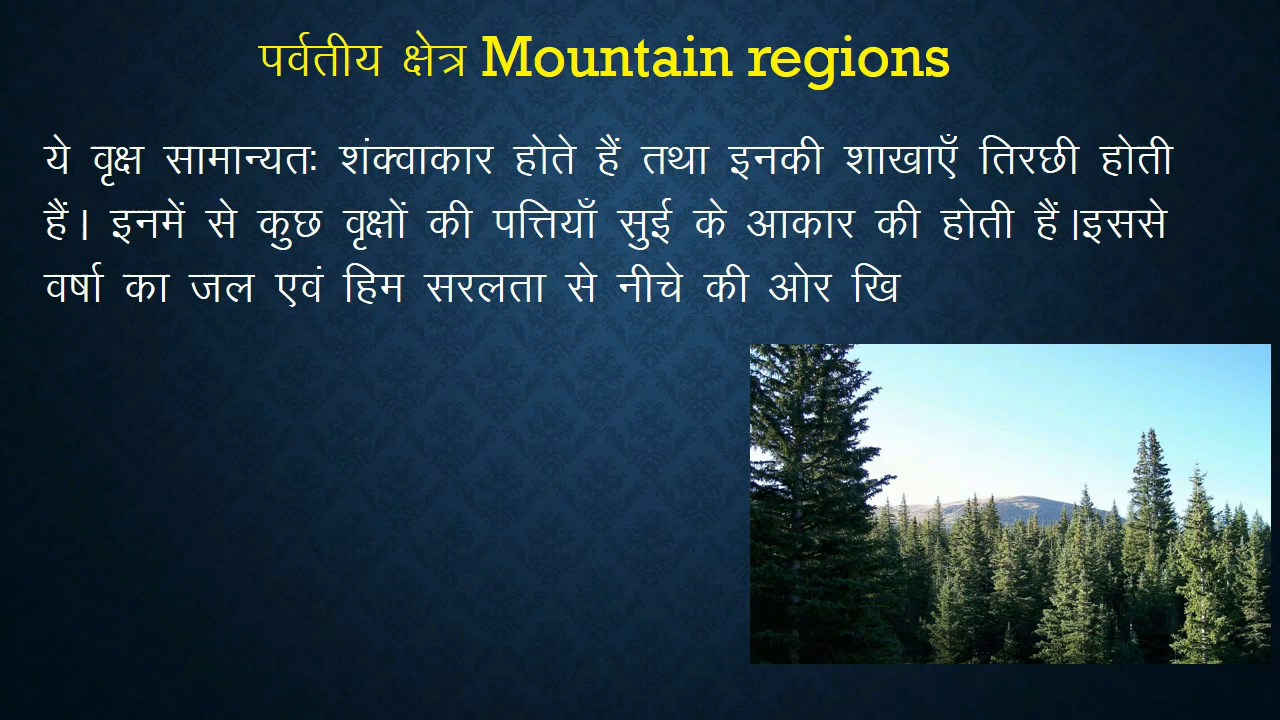 पर्वतीय क्षेत्र Mountain regions
ये वृक्ष सामान्यतः शंक्वाकार होते हैं तथा इनकी शाखाएँ तिरछी होती
हैं। इनमें से कुछ वृक्षों की पत्तियाँ सुई के आकार की होती हैं।इससे
वर्षा का जल एवं हिम सरलता से नीचे की ओर खि